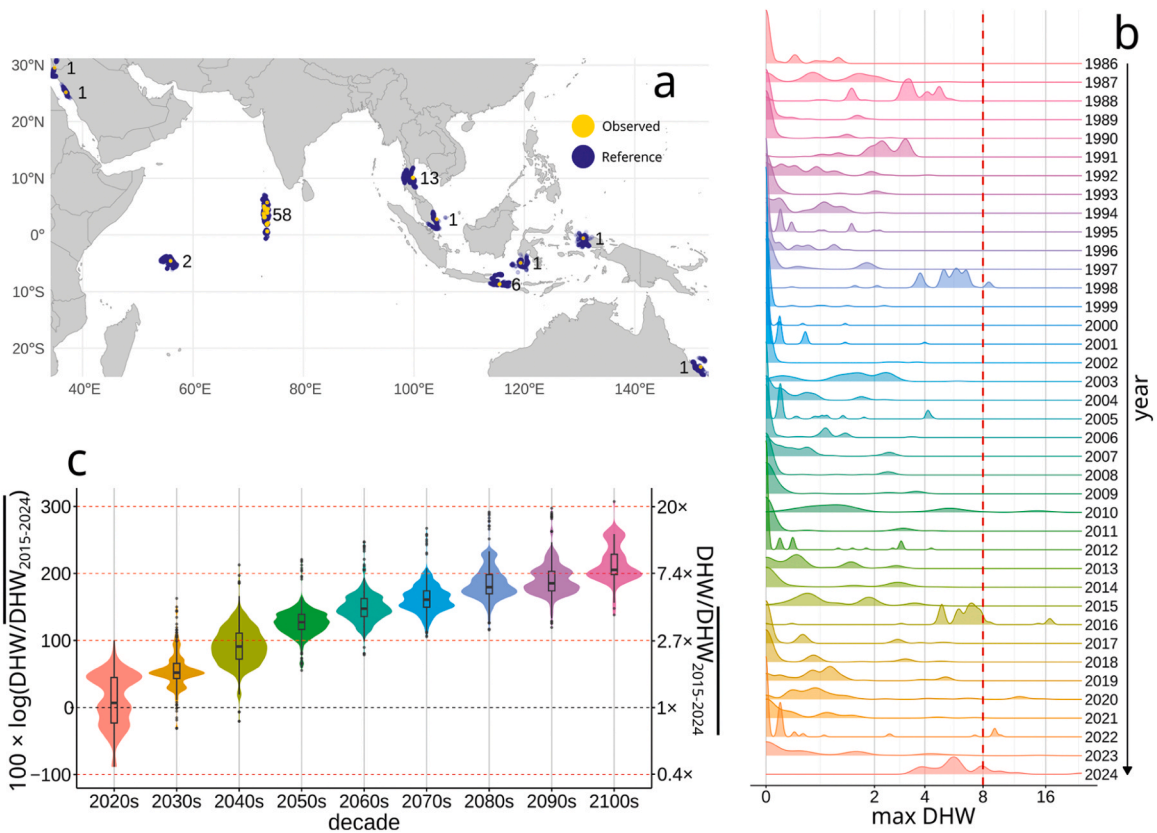 a
30°N
20°N
10°N
0°
10°S
20°S
40°E
60°E
80°E
100°E
120°E
140°E
1
1
58
2
13
1
1
1
6
1
Observed
Reference
b
1986
1987
1988
1989
1990
1991
1992
1993
1994
1995
1996
1997
1998
1999
2000
2001
2002
2003
2004
2005
2006
2007
2008
2009
2010
2011
2012
2013
2014
2015
2016
2017
2018
2019
2020
2021
2022
2023
2024
year
0
2
4
8
16
max DHW
c
100 × log(DHW/DHW2015-2024)
300
200
100
0
−100
20×
7.4×
2.7×
1×
0.4×
DHW/DHW2015-2024
2020s
2030s
2040s
2050s
2060s
2070s
2080s
2090s
2100s
decade